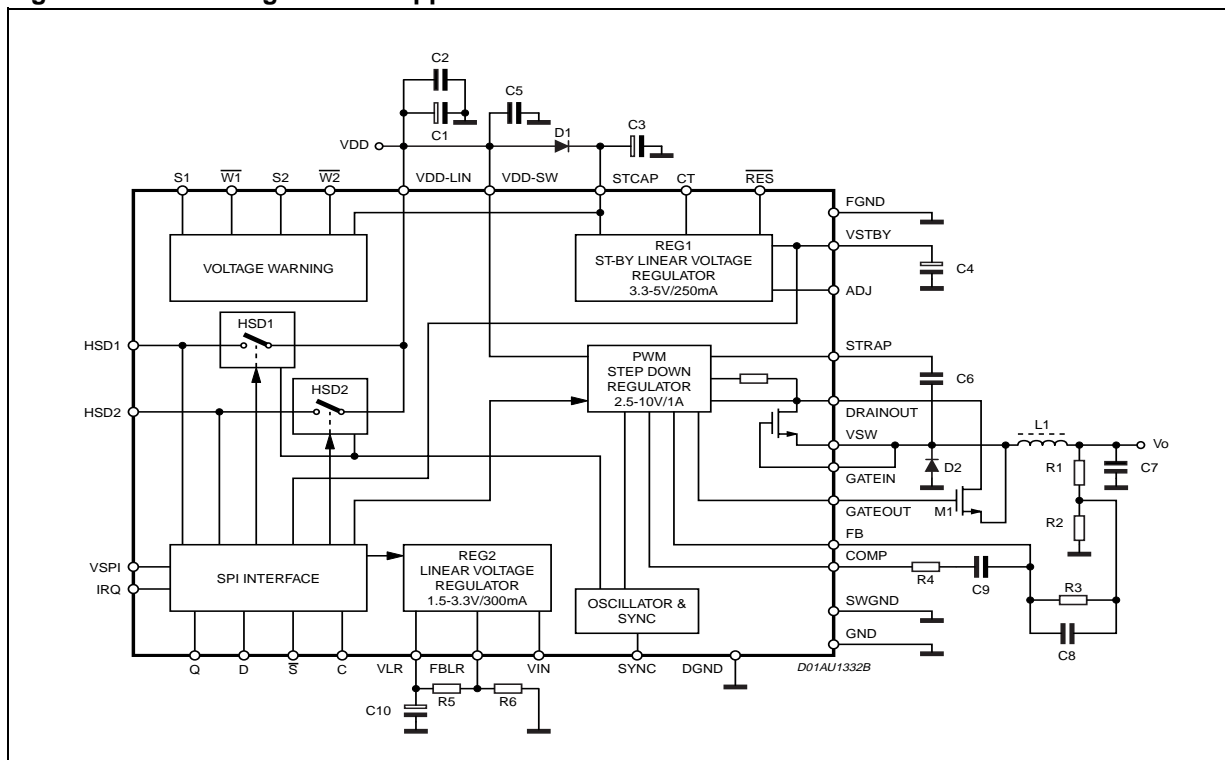 C2
C5
C1
D1
C3
VDD
S1 W̅1̅ S2 W̅2̅ VDD-LIN VDD-SW STCAP CT R̅E̅S̅
FGND
VOLTAGE WARNING
REG1
ST-BY LINEAR VOLTAGE
REGULATOR
3.3-5V/250mA
VSTBY
C4
ADJ
HSD1
HSD1
HSD2
HSD2
PWM
STEP DOWN
REGULATOR
2.5-10V/1A
STRAP
C6
DRAINOUT
VSW
L1
Vo
GATEIN
D2
R1
C7
GATEOUT
M1
R2
FB
COMP
R4
C9
R3
C8
VSPI
IRQ
SPI INTERFACE
REG2
LINEAR VOLTAGE
REGULATOR
1.5-3.3V/300mA
OSCILLATOR &
SYNC
SWGND
GND
Q D S̅ C VLR FBLR VIN SYNC DGND
D01AU1332B
C10
R5
R6